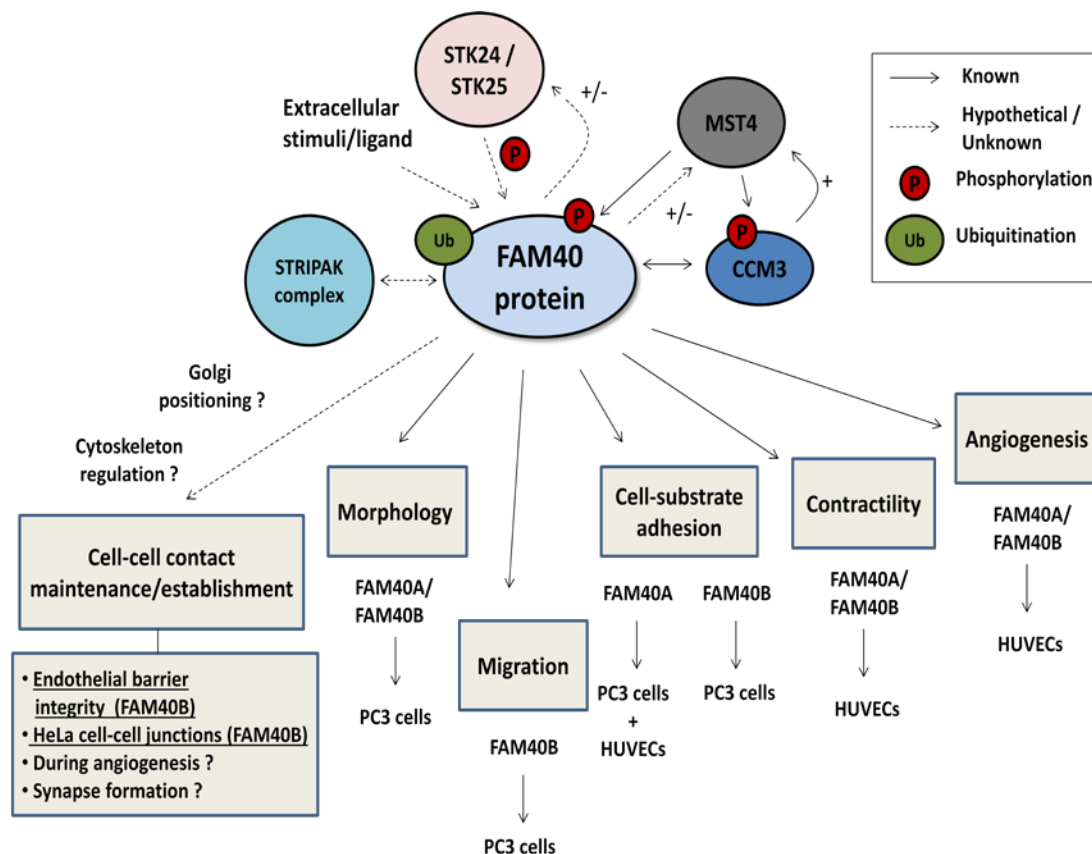 STK24 /
STK25
+/-
Extracellular
stimuli/ligand
P
MST4
+
+/-
P
P
Ub
FAM40
protein
CCM3
STRIPAK
complex
Known
Hypothetical /
Unknown
P
Phosphorylation
Ub
Ubiquitination
Golgi
positioning ?
Cytoskeleton
regulation ?
Cell-cell contact
maintenance/establishment
• Endothelial barrier
integrity (FAM40B)
• HeLa cell-cell junctions (FAM40B)
• During angiogenesis ?
• Synapse formation ?
Morphology
FAM40A/
FAM40B
PC3 cells
Migration
FAM40B
PC3 cells
Cell-substrate
adhesion
FAM40A
PC3 cells
+
HUVECs
FAM40B
PC3 cells
Contractility
FAM40A/
FAM40B
HUVECs
Angiogenesis
FAM40A/
FAM40B
HUVECs